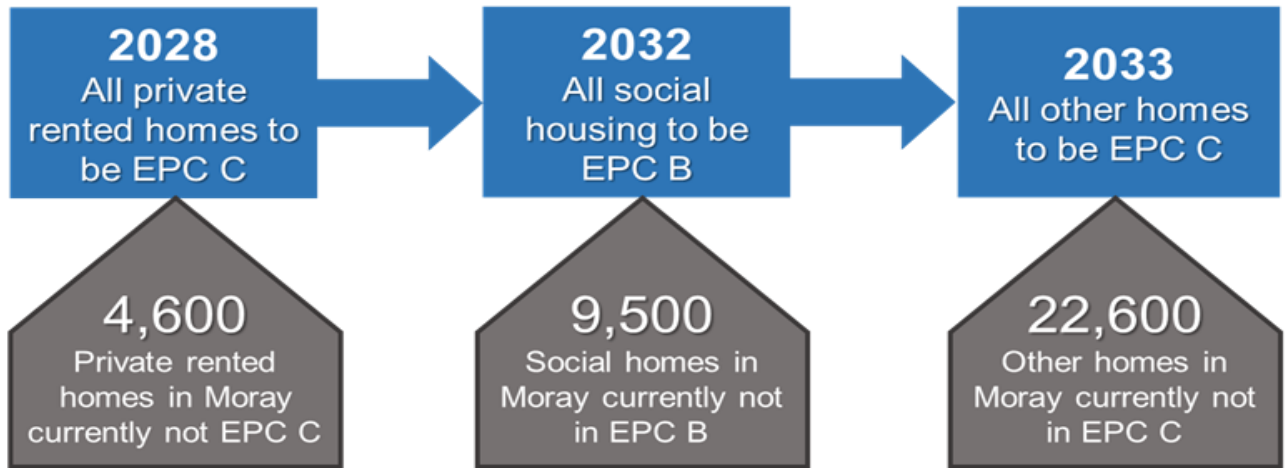 2028
All private
rented homes to
be EPC C
2032
All social
housing to be
EPC B
2033
All other homes
to be EPC C
4,600
Private rented
homes in Moray
currently not EPC C
9,500
Social homes in
Moray currently not
in EPC B
22,600
Other homes in
Moray currently not
in EPC C